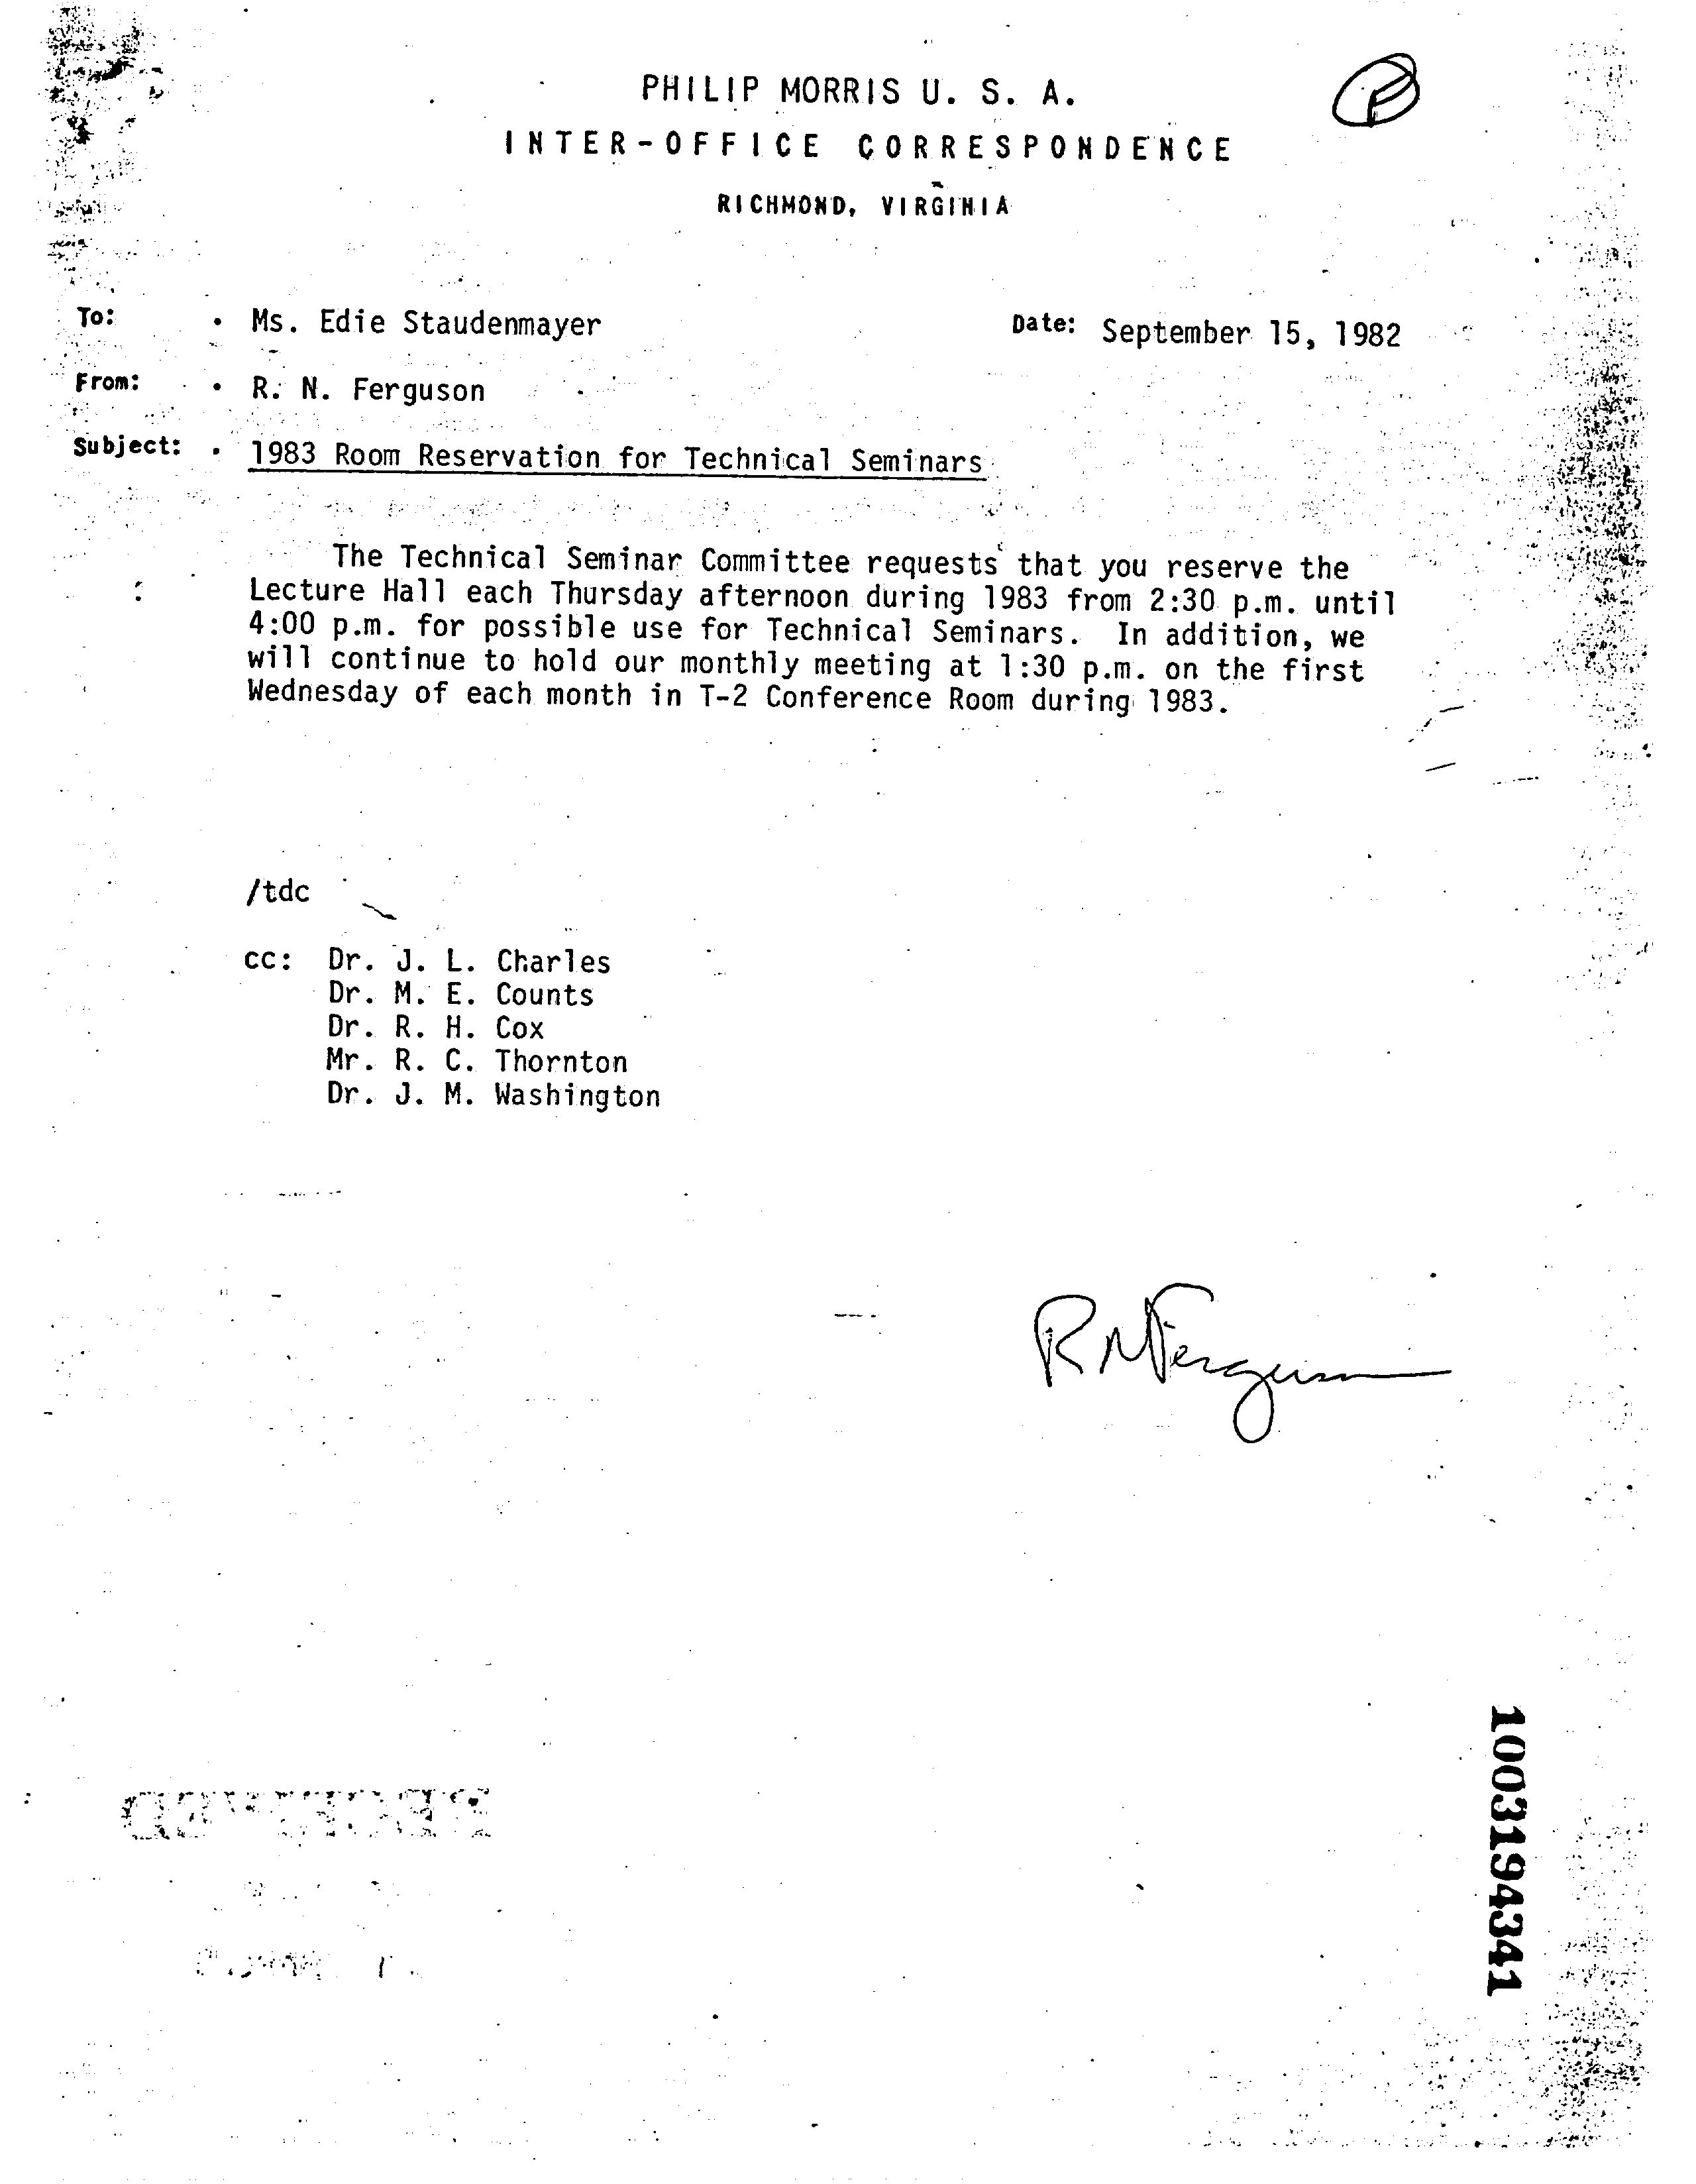 PHILIP MORRIS U. S. A.
INTER-OFFICE CORRESPONDENCE
RICHMOND, VIRGINIA
To: . Ms. Edie Staudenmayer Date: September 15, 1982
From: . R. N. Ferguson
Subject: . 1983 Room Reservation for Technical Seminars
The Technical Seminar Committee requests that you reserve the
Lecture Hall each Thursday afternoon during 1983 from 2:30 p.m. until
4:00 p.m. for possible use for Technical Seminars. In addition, we
will continue to hold our monthly meeting at 1:30 p.m. on the first
Wednesday of each month in T-2 Conference Room during 1983.
/tdc
cc: Dr. J. L. Charles
Dr. M. E. Counts
Dr. R. H. Cox
Mr. R. C. Thornton
Dr. J. M. Washington
R N Ferguson
1003194341